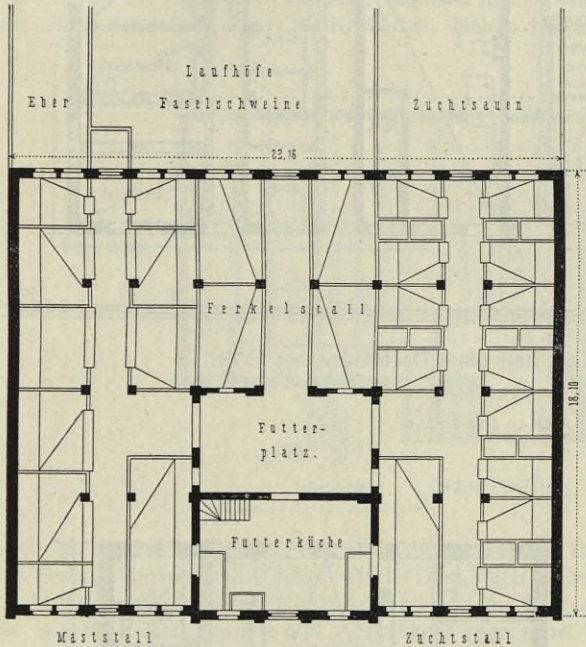 Laufhöfe
Eber Faselschweine Zuchtsauen
22,16
Ferkelstall
18,10
Futter-
platz.
Futterküche
Maststall Zuchtstall